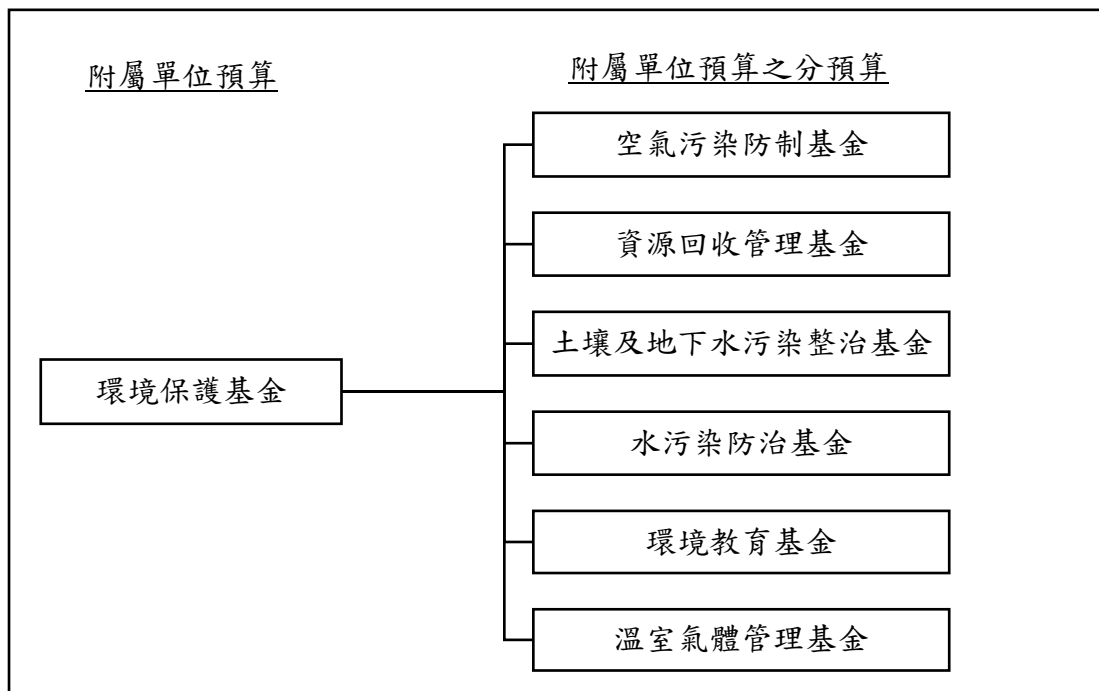 附屬單位預算
附屬單位預算之分預算
環境保護基金
空氣污染防制基金
資源回收管理基金
土壤及地下水污染整治基金
水污染防治基金
環境教育基金
溫室氣體管理基金